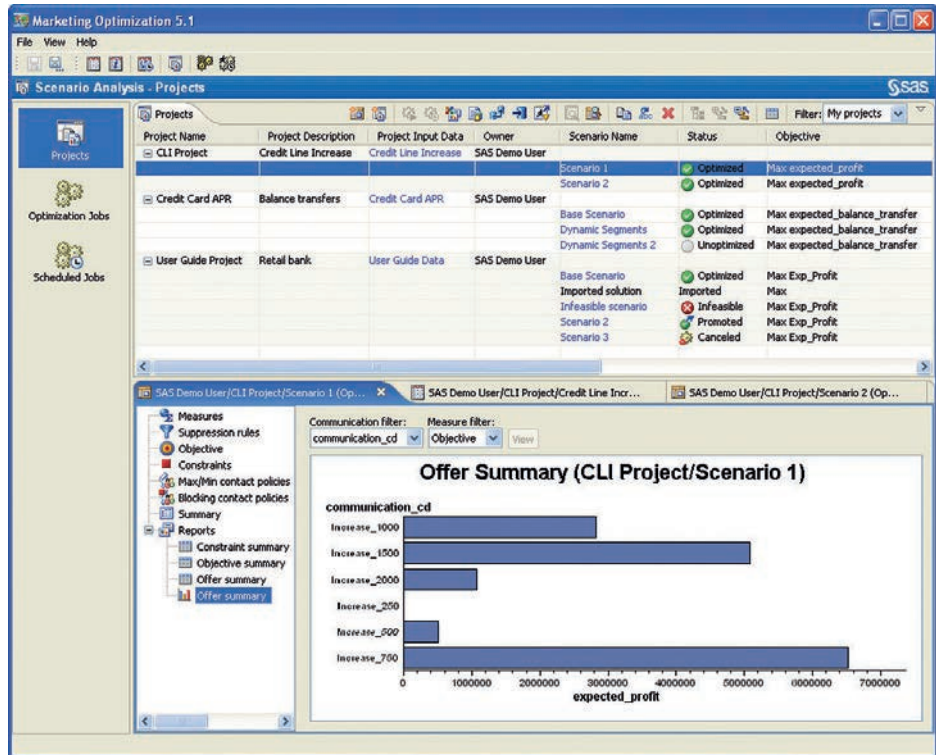 Marketing Optimization 5.1
File View Help
Scenario Analysis - Projects
sas
Projects
Optimization Jobs
Scheduled Jobs
Projects
Filter: My projects
Project Name Project Description Project Input Data Owner Scenario Name Status Objective
CLI Project Credit Line Increase Credit Line Increase SAS Demo User
Scenario 1 Optimized Max expected_profit
Scenario 2 Optimized Max expected_profit
Credit Card APR Balance transfers Credit Card APR SAS Demo User
Base Scenario Optimized Max expected_balance_transfer
Dynamic Segments Optimized Max expected_balance_transfer
Dynamic Segments 2 Unoptimized Max expected_balance_transfer
User Guide Project Retail bank User Guide Data SAS Demo User
Base Scenario Optimized Max Exp_Profit
Imported solution Imported Max
Infeasible scenario Infeasible Max Exp_Profit
Scenario 2 Promoted Max Exp_Profit
Scenario 3 Canceled Max Exp_Profit
SAS Demo User/CLI Project/Scenario 1 (Op... SAS Demo User/CLI Project/Credit Line Incr... SAS Demo User/CLI Project/Scenario 2 (Op...
Measures
Suppression rules
Objective
Constraints
Max/Min contact policies
Blocking contact policies
Summary
Reports
Constraint summary
Objective summary
Offer summary
Offer summary
Communication filter: Measure filter:
communication_cd Objective View
Offer Summary (CLI Project/Scenario 1)
communication_cd
Increase_1000
Increase_1500
Increase_2000
Increase_250
Increase_500
Increase_750
0 1000000 2000000 3000000 4000000 5000000 6000000 7000000
expected_profit